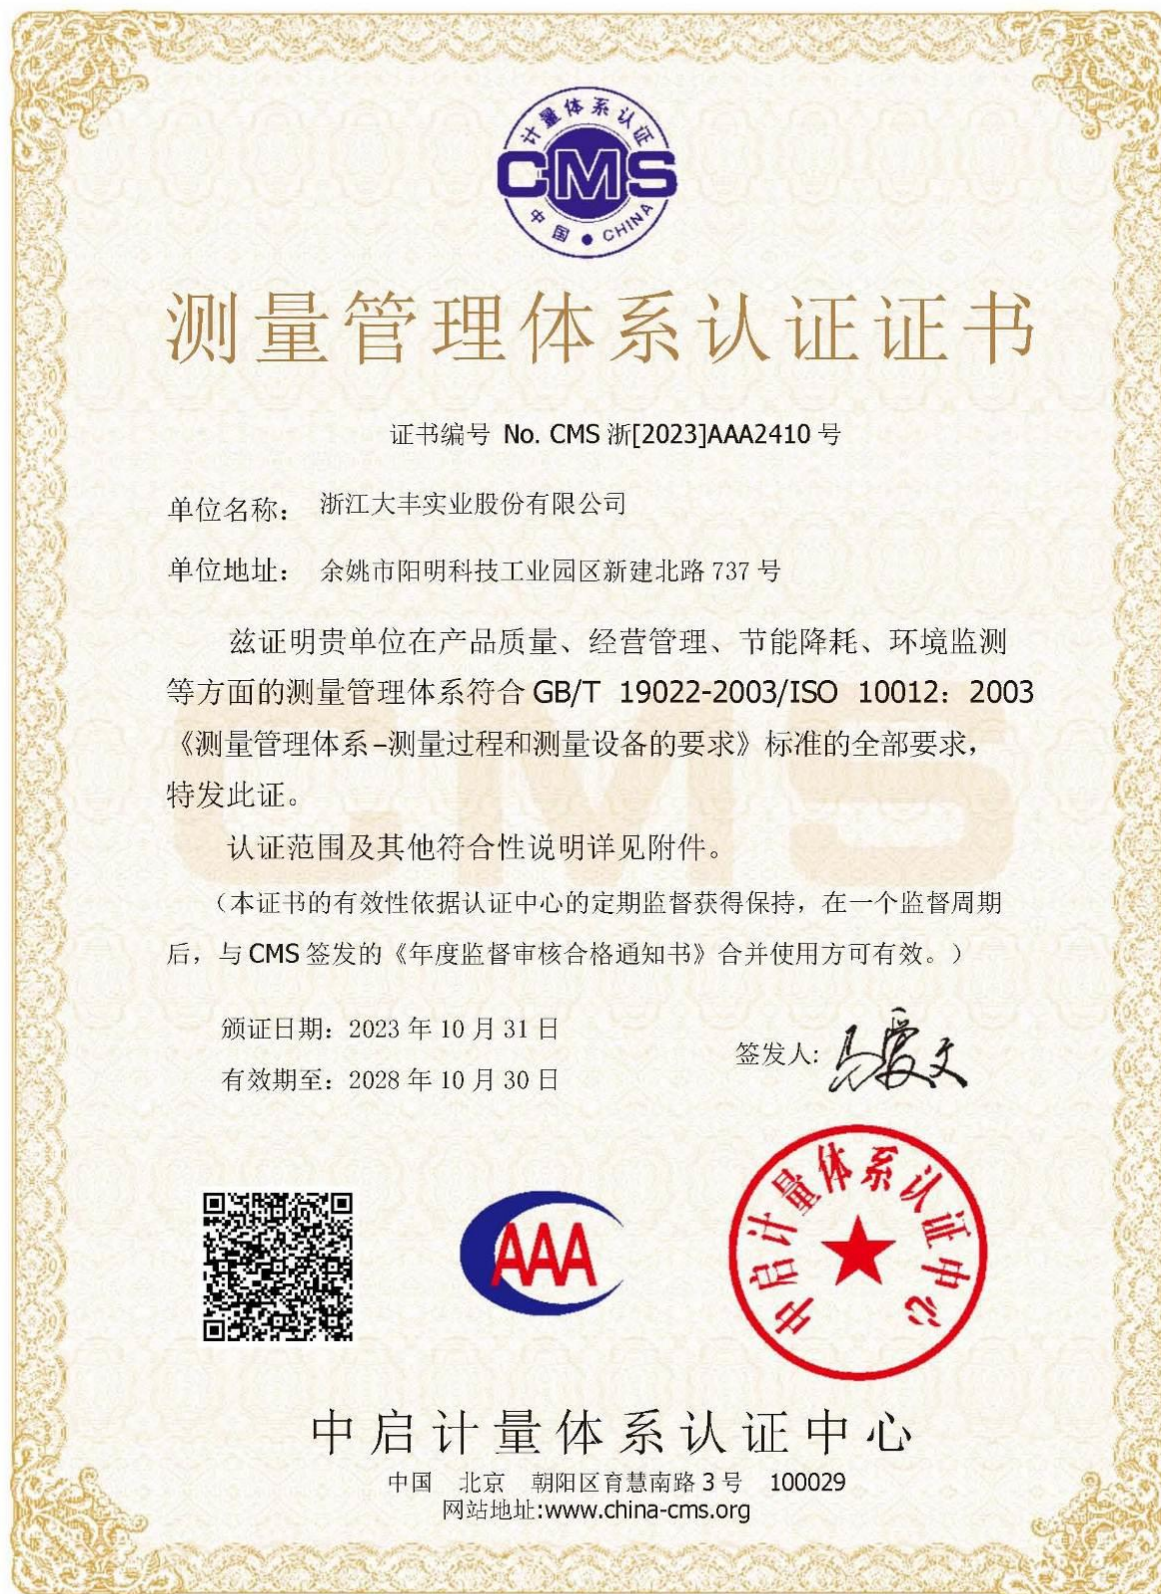 计量体系认证
CMS
中国 • CHINA
测量管理体系认证证书
证书编号 No. CMS 浙[2023]AAA2410 号
单位名称： 浙江大丰实业股份有限公司
单位地址： 余姚市阳明科技工业园区新建北路 737 号
兹证明贵单位在产品质量、经营管理、节能降耗、环境监测
等方面的测量管理体系符合 GB/T 19022-2003/ISO 10012：2003
《测量管理体系-测量过程和测量设备的要求》标准的全部要求，
特发此证。
认证范围及其他符合性说明详见附件。
（本证书的有效性依据认证中心的定期监督获得保持，在一个监督周期
后，与 CMS 签发的《年度监督审核合格通知书》合并使用方可有效。）
颁证日期：2023 年 10 月 31 日
有效期至：2028 年 10 月 30 日
签发人:
AAA
中启计量体系认证中心
中启计量体系认证中心
中国 北京 朝阳区育慧南路 3 号 100029
网站地址:www.china-cms.org